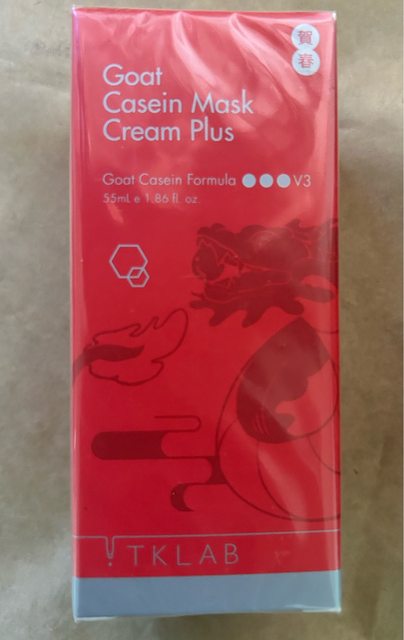 賀
春
Goat
Casein Mask
Cream Plus
Goat Casein Formula ●●●V3
55mL e 1.86 fl. oz.
TKLAB